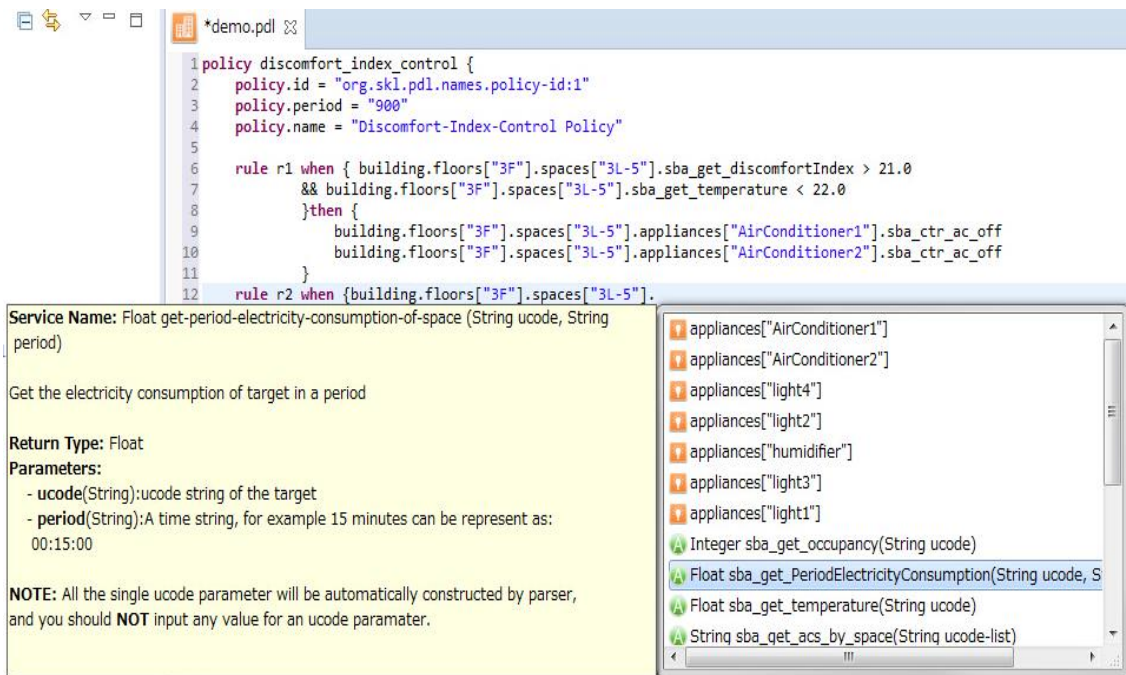 *demo.pdl
1 policy discomfort_index_control {
2 policy.id = "org.skl.pdl.names.policy-id:1"
3 policy.period = "900"
4 policy.name = "Discomfort-Index-Control Policy"
5
6 rule r1 when { building.floors["3F"].spaces["3L-5"].sba_get_discomfortIndex > 21.0
7 && building.floors["3F"].spaces["3L-5"].sba_get_temperature < 22.0
8 }then {
9 building.floors["3F"].spaces["3L-5"].appliances["AirConditioner1"].sba_ctr_ac_off
10 building.floors["3F"].spaces["3L-5"].appliances["AirConditioner2"].sba_ctr_ac_off
11 }
12 rule r2 when {building.floors["3F"].spaces["3L-5"].
Service Name: Float get-period-electricity-consumption-of-space (String ucode, String
period)
Get the electricity consumption of target in a period
Return Type: Float
Parameters:
- ucode(String):ucode string of the target
- period(String):A time string, for example 15 minutes can be represent as:
00:15:00
NOTE: All the single ucode parameter will be automatically constructed by parser,
and you should NOT input any value for an ucode paramater.
appliances["AirConditioner1"]
appliances["AirConditioner2"]
appliances["light4"]
appliances["light2"]
appliances["humidifier"]
appliances["light3"]
appliances["light1"]
A Integer sba_get_occupancy(String ucode)
A Float sba_get_PeriodElectricityConsumption(String ucode, S
A Float sba_get_temperature(String ucode)
A String sba_get_acs_by_space(String ucode-list)